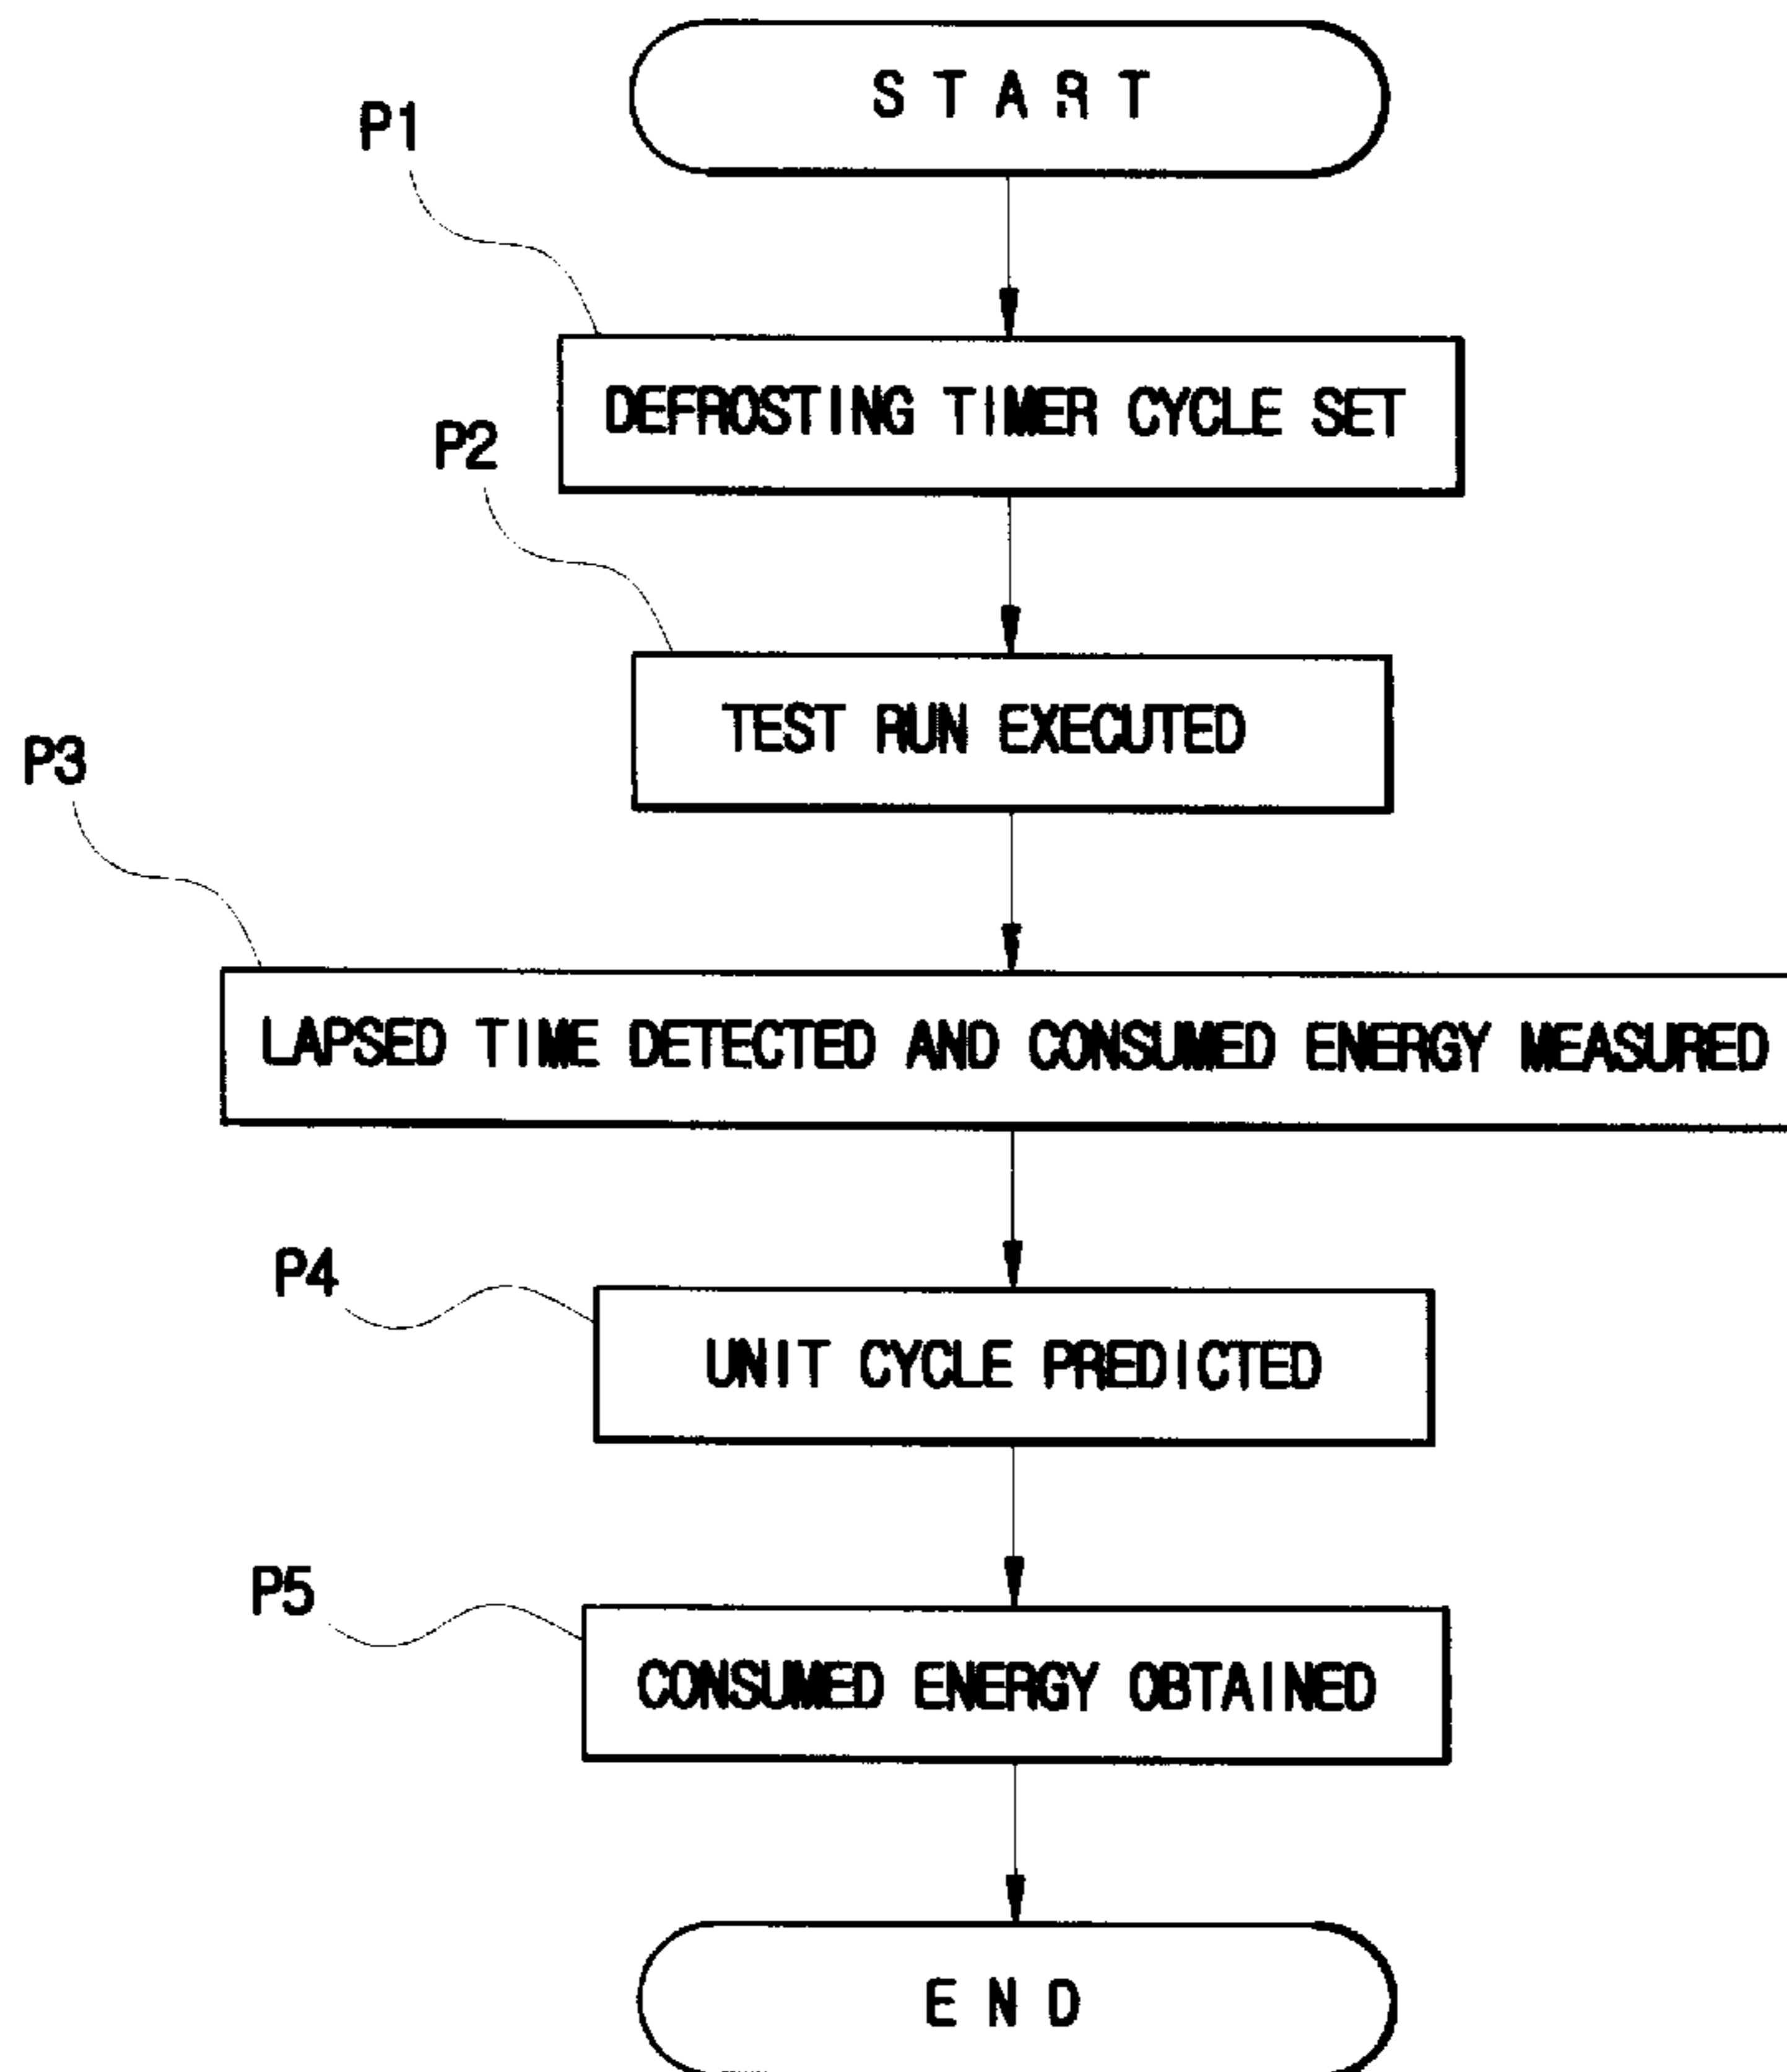 START
P1
DEFROSTING TIMER CYCLE SET
P2
TEST RUN EXECUTED
P3
LAPSED TIME DETECTED AND CONSUMED ENERGY MEASURED
P4
UNIT CYCLE PREDICTED
P5
CONSUMED ENERGY OBTAINED
END